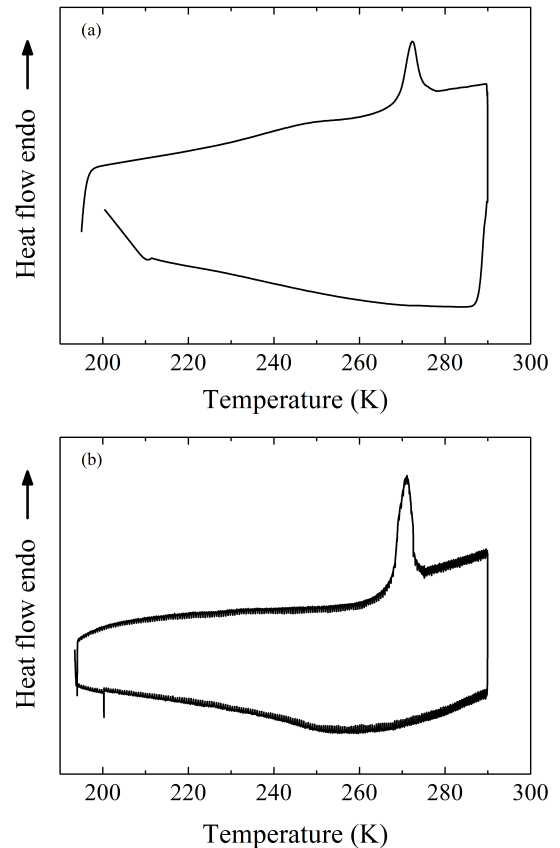 (a)
Heat flow endo
200 220 240 260 280 300
Temperature (K)
(b)
Heat flow endo
200 220 240 260 280 300
Temperature (K)